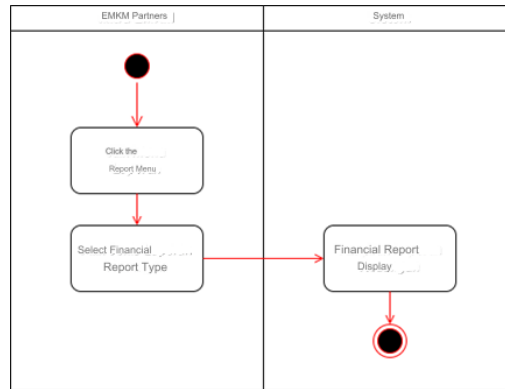 EMKM Partners
System
Click the
Report Menu
Select Financial
Report Type
Financial Report
Display